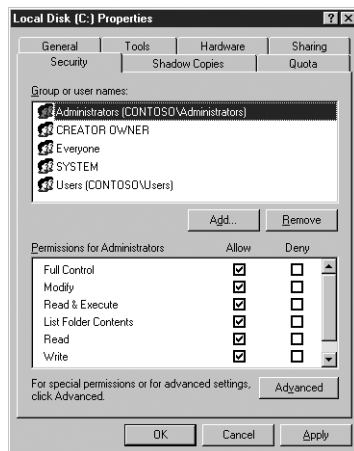 Local Disk (C:) Properties
General Tools Hardware Sharing
Security Shadow Copies Quota
Group or user names:
Administrators (CONTOSO\Administrators)
CREATOR OWNER
Everyone
SYSTEM
Users (CONTOSO\Users)
Add... Remove
Permissions for Administrators Allow Deny
Full Control
Modify
Read & Execute
List Folder Contents
Read
Write
For special permissions or for advanced settings, click Advanced.
Advanced
OK Cancel Apply